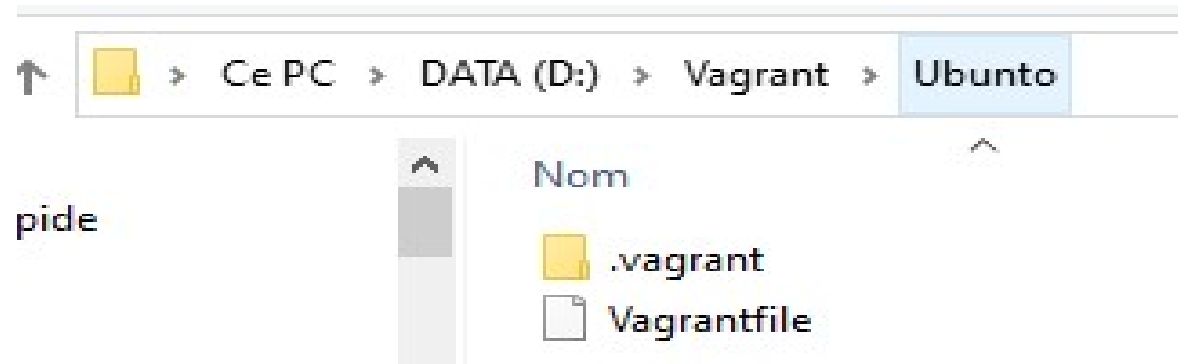 Ce PC > DATA (D:) > Vagrant > Ubunto
Nom
pide
.vagrant
Vagrantfile